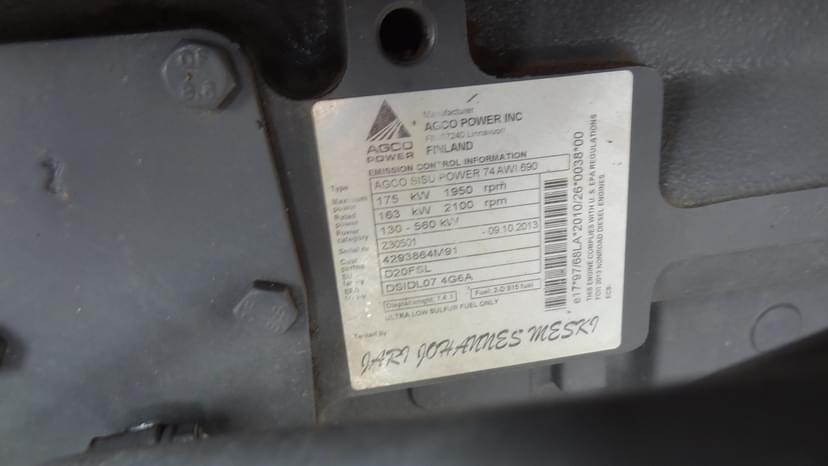 OF
9.8
AGCO
POWER
Manufacturer
AGCO POWER INC
Linnavuori
FINLAND
EMISSION CONTROL INFORMATION
Type AGCO SISU POWER 74 AWI.690
Maximum power 175 kW 1950 rpm
Rated power 163 kW 2100 rpm
Power category 130 - 560 kW
Serial no Z30501 - 09.10.2013
4293864M91
D20FSL
DSIDL07.4G6A
Displacement: 7.4 l Fuel: 2-D S15 fuel
ULTRA LOW SULFUR FUEL ONLY
Tested by
JARI JOHANNES MESKI
e17*97/68LA*2010/26*0038*00
THIS ENGINE COMPLIES WITH U.S. EPA REGULATIONS
FOR 2013 NONROAD DIESEL ENGINES.
ECS: